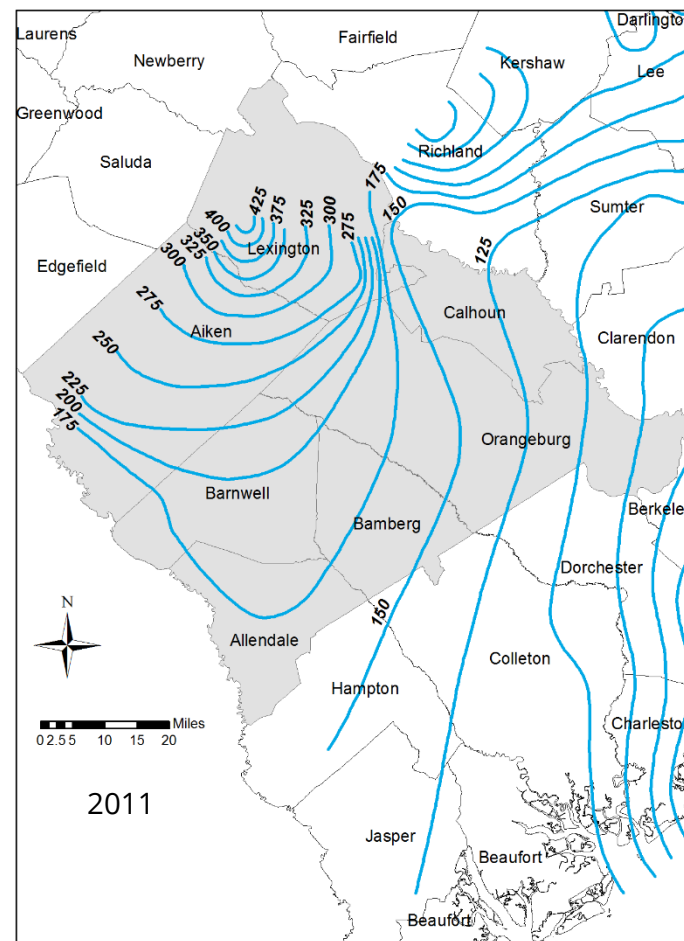 Laurens
Newberry
Fairfield
Darlington
Kershaw
Lee
Greenwood
Saluda
Richland
175
Sumter
150
425
400
375
325
300
275
350
325
300
Lexington
125
Edgefield
275
Aiken
Calhoun
Clarendon
250
225
200
175
Orangeburg
Barnwell
Bamberg
Berkele
Dorchester
150
N
Allendale
Colleton
Hampton
Miles
0 2.5 5 10 15 20
Charlesto
2011
Jasper
Beaufort
Beaufort